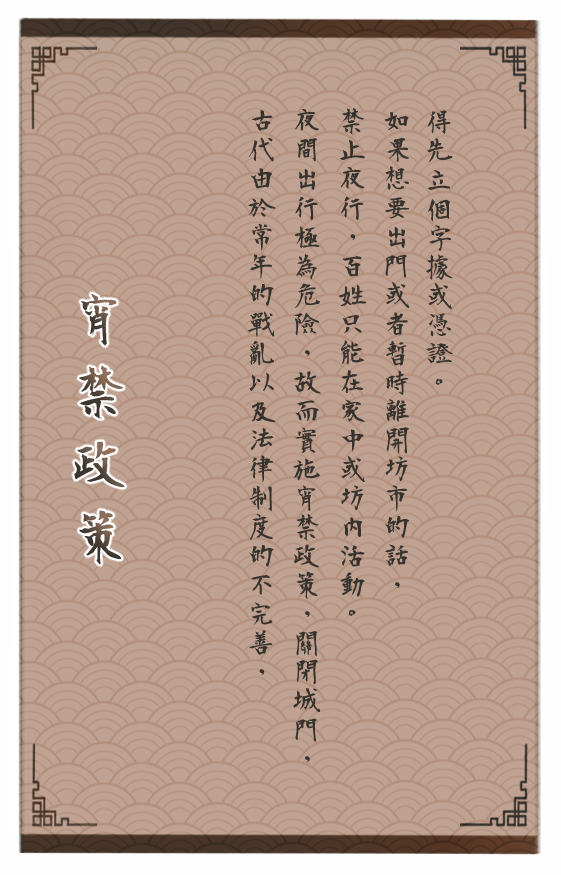 宵禁政策
古代由於常年的戰亂以及法律制度的不完善，
夜間出行極為危險，故而實施宵禁政策，關閉城門，
禁止夜行，百姓只能在家中或坊內活動。
如果想要出門或者暫時離開坊市的話，
得先立個字據或憑證。